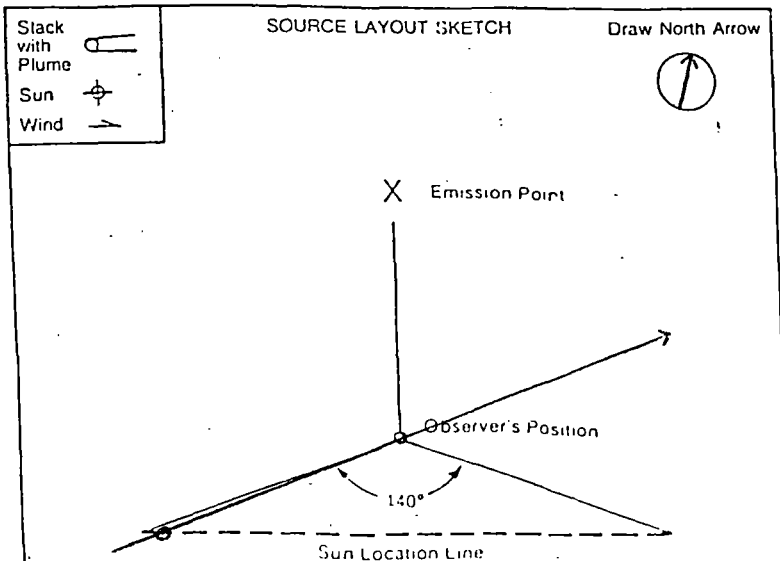 Stack
with
Plume
Sun
Wind
SOURCE LAYOUT SKETCH
Draw North Arrow
X Emission Point
Observer's Position
140°
Sun Location Line